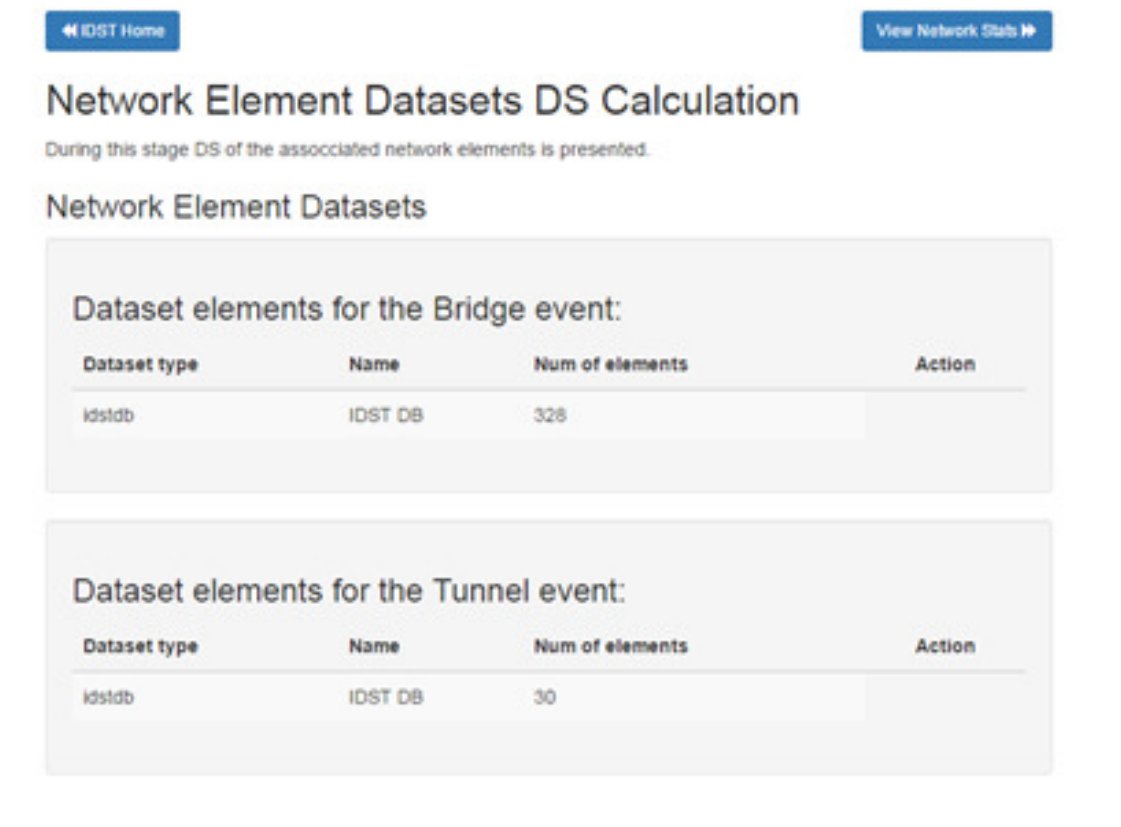 IDST Home
View Network Stats
Network Element Datasets DS Calculation
During this stage DS of the assocciated network elements is presented.
Network Element Datasets
Dataset elements for the Bridge event:
Dataset type Name Num of elements Action
idstdb IDST DB 328
Dataset elements for the Tunnel event:
Dataset type Name Num of elements Action
idstdb IDST DB 30